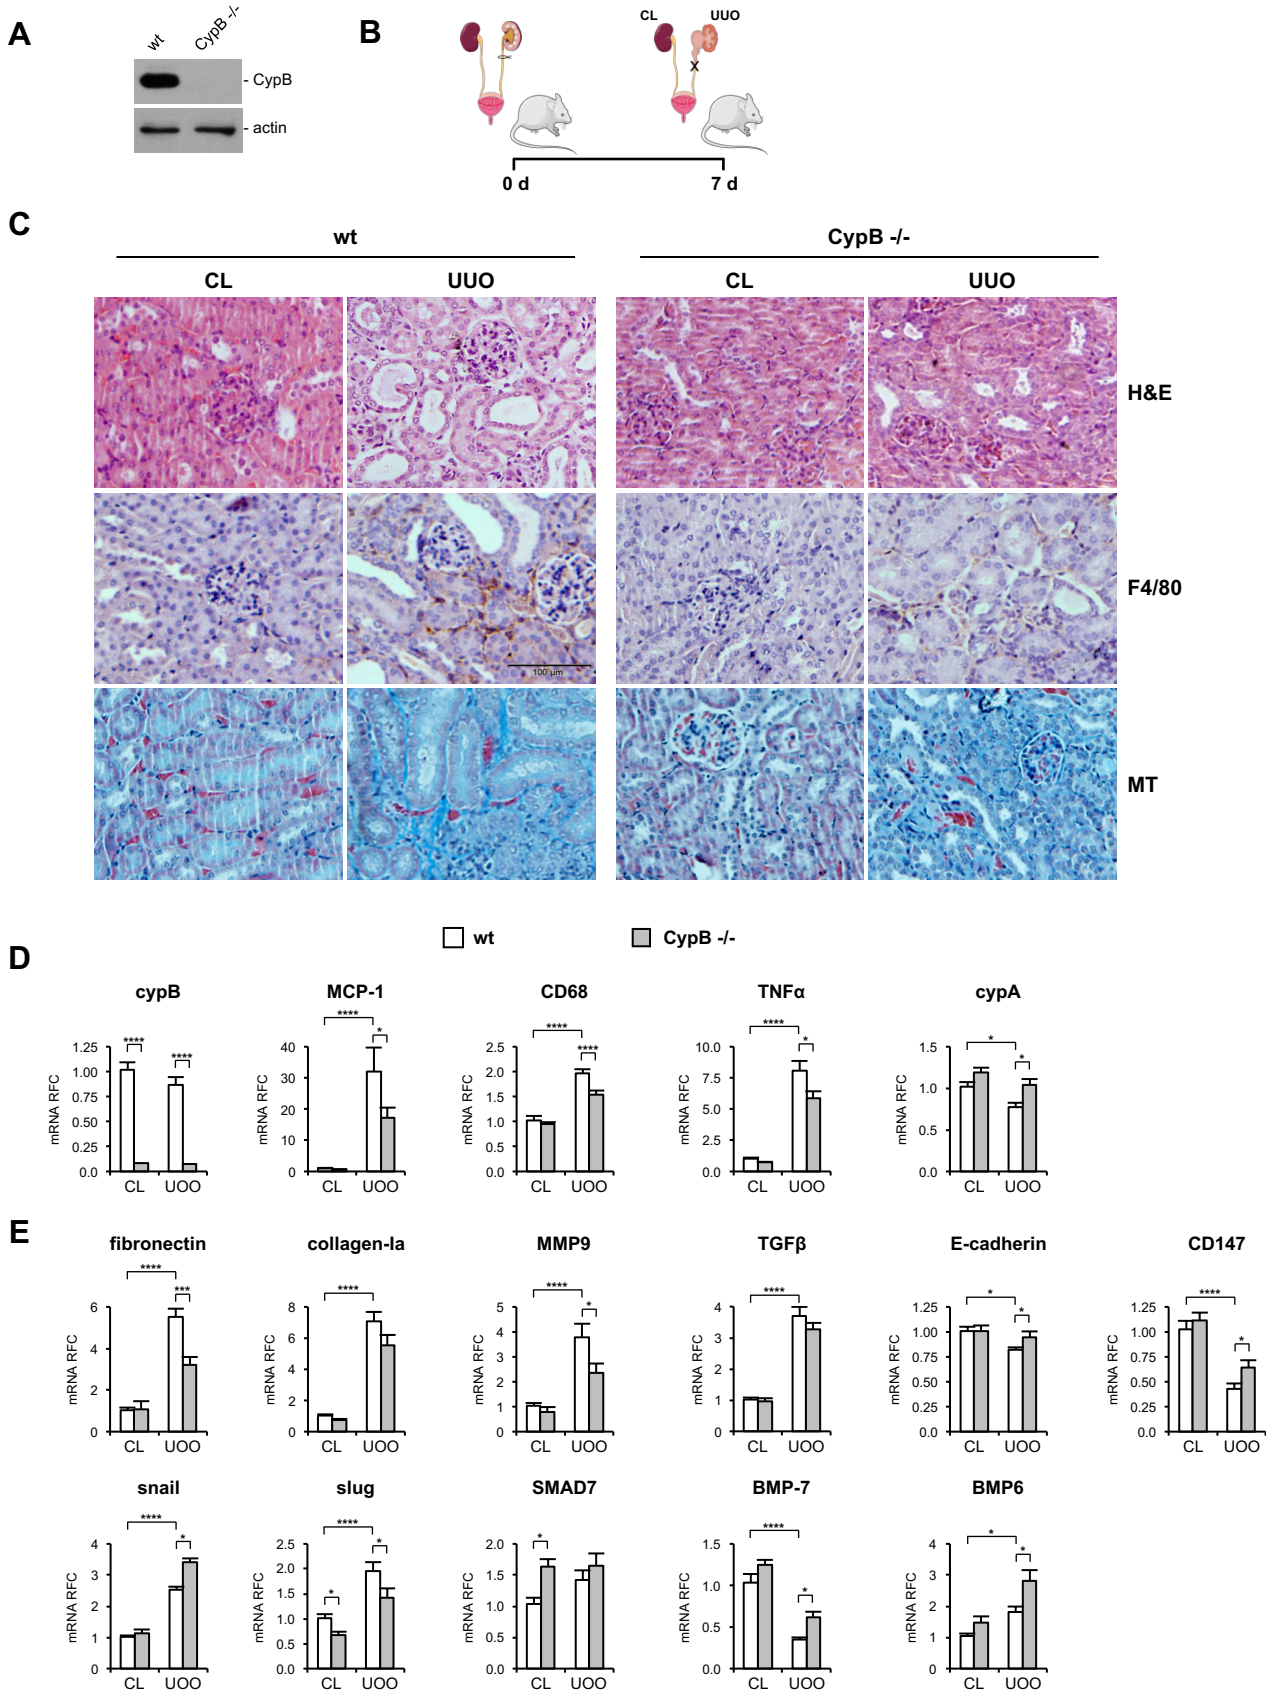 A
wt
CypB -/-
- CypB
- actin
B
CL
UUO
X
0 d
7 d
C
wt
CypB -/-
CL
UUO
CL
UUO
H&E
F4/80
100 µm
MT
wt
CypB -/-
D
cypB
MCP-1
CD68
TNFα
cypA
mRNA RFC
1.25
1.00
0.75
0.50
0.25
0.0
****
****
CL
UOO
mRNA RFC
40
30
20
10
0
****
*
CL
UOO
mRNA RFC
2.5
2.0
1.5
1.0
0.5
0.0
****
****
CL
UOO
mRNA RFC
10.0
7.5
5.0
2.5
0.0
****
*
CL
UOO
mRNA RFC
1.5
1.0
0.5
0.0
*
*
CL
UOO
E
fibronectin
collagen-Ia
MMP9
TGFβ
E-cadherin
CD147
mRNA RFC
6
4
2
0
****
***
CL
UOO
mRNA RFC
8
6
4
2
0
****
CL
UOO
mRNA RFC
5
4
3
2
1
0
****
*
CL
UOO
mRNA RFC
4
3
2
1
0
****
CL
UOO
mRNA RFC
1.25
1.00
0.75
0.50
0.25
0.0
*
*
CL
UOO
mRNA RFC
1.25
1.00
0.75
0.50
0.25
0.0
****
*
CL
UOO
snail
slug
SMAD7
BMP-7
BMP6
mRNA RFC
4
3
2
1
0
****
*
CL
UOO
mRNA RFC
2.5
2.0
1.5
1.0
0.5
0.0
****
*
*
CL
UOO
mRNA RFC
2.0
1.5
1.0
0.5
0.0
*
CL
UOO
mRNA RFC
1.5
1.0
0.5
0.0
****
*
CL
UOO
mRNA RFC
4
3
2
1
0
*
*
CL
UOO